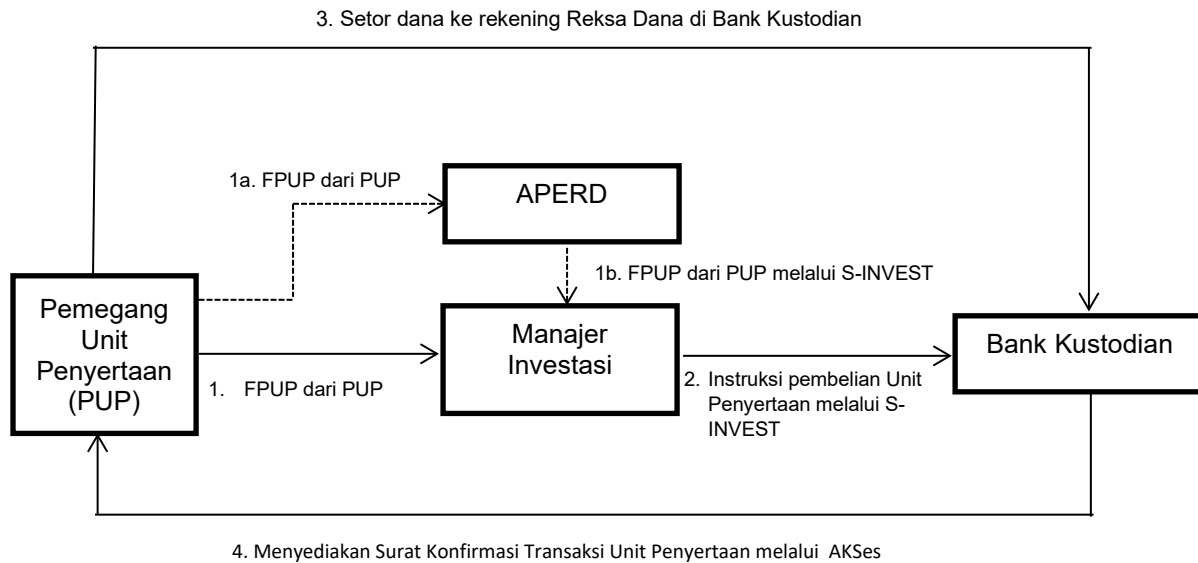 3. Setor dana ke rekening Reksa Dana di Bank Kustodian
1a. FPUP dari PUP
APERD
1b. FPUP dari PUP melalui S-INVEST
Pemegang
Unit
Penyertaan
(PUP)
Manajer
Investasi
Bank Kustodian
1. FPUP dari PUP
2. Instruksi pembelian Unit
Penyertaan melalui S-
INVEST
4. Menyediakan Surat Konfirmasi Transaksi Unit Penyertaan melalui AKSes